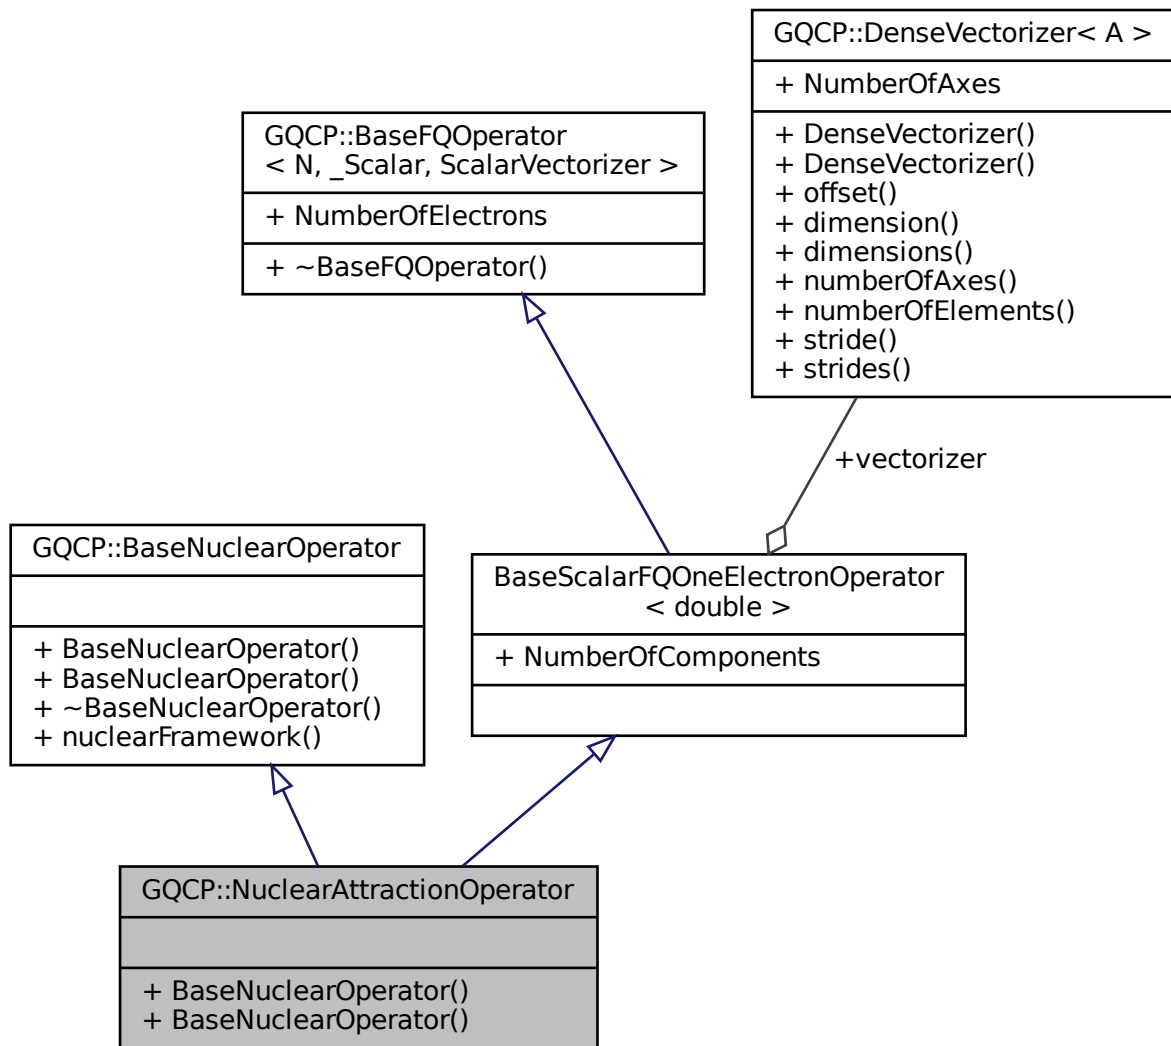 GQCP::DenseVectorizer< A >
+ NumberOfAxes
+ DenseVectorizer()
+ DenseVectorizer()
+ offset()
+ dimension()
+ dimensions()
+ numberOfAxes()
+ numberOfElements()
+ stride()
+ strides()
GQCP::BaseFQOperator
< N, _Scalar, ScalarVectorizer >
+ NumberOfElectrons
+ ~BaseFQOperator()
+vectorizer
GQCP::BaseNuclearOperator
+ BaseNuclearOperator()
+ BaseNuclearOperator()
+ ~BaseNuclearOperator()
+ nuclearFramework()
BaseScalarFQOneElectronOperator
< double >
+ NumberOfComponents
GQCP::NuclearAttractionOperator
+ BaseNuclearOperator()
+ BaseNuclearOperator()